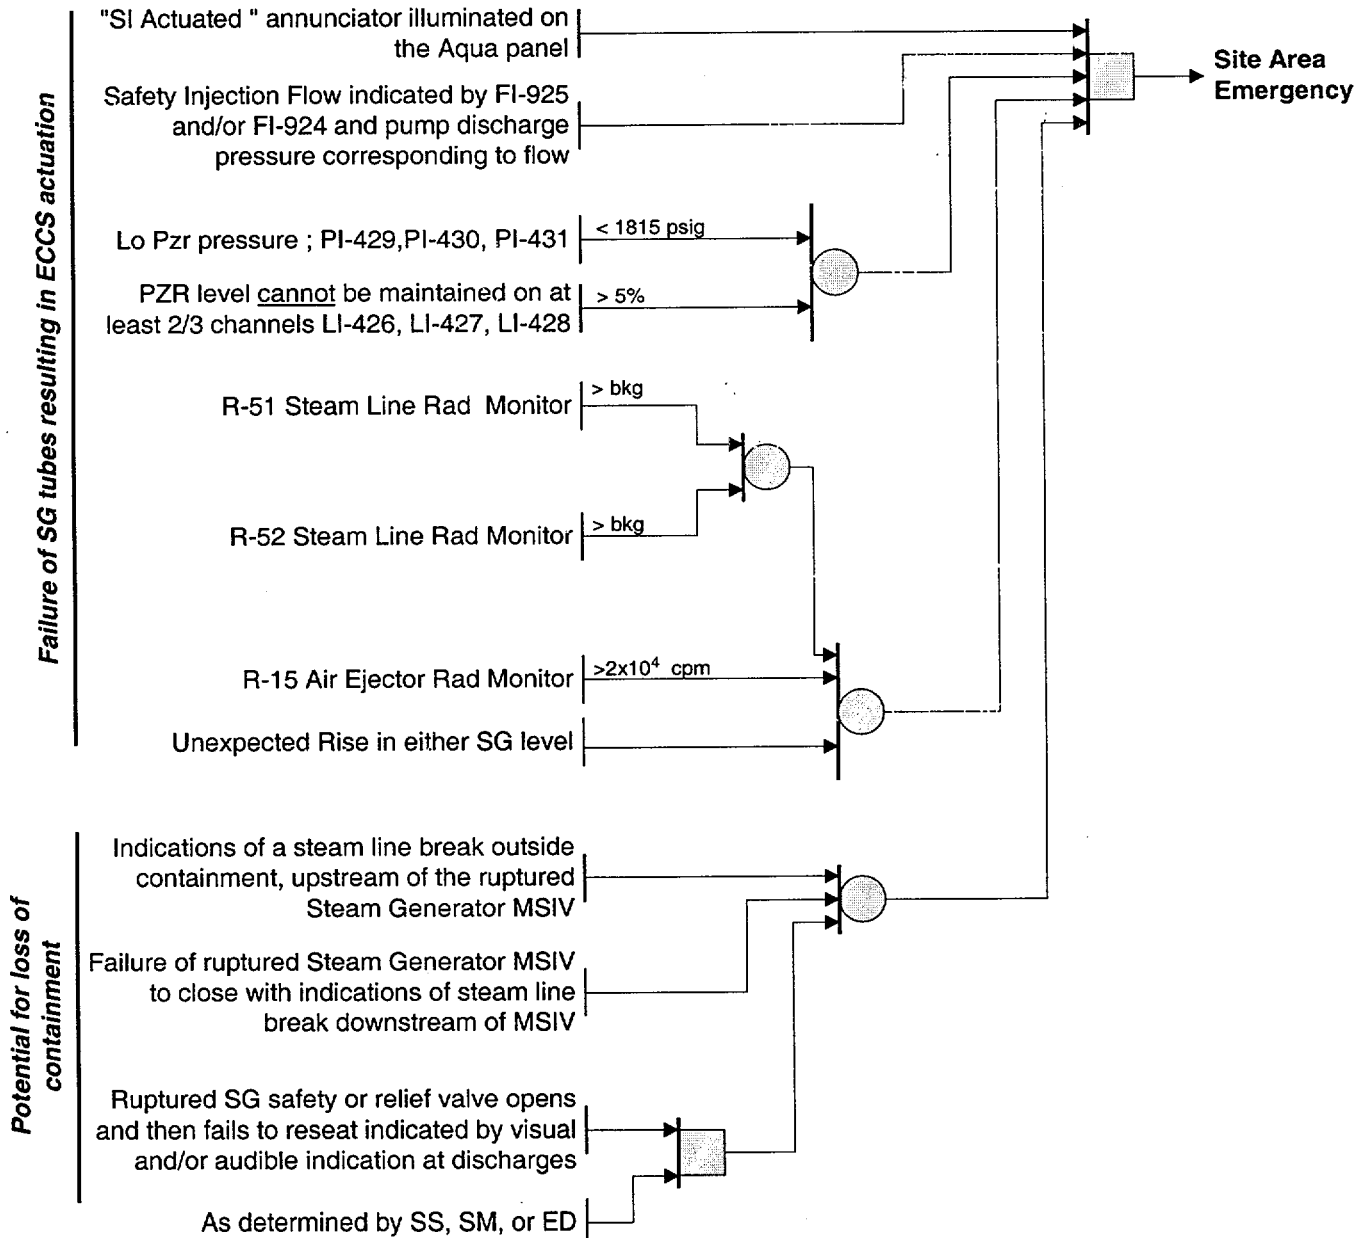 Failure of SG tubes resulting in ECCS actuation
"SI Actuated " annunciator illuminated on
the Aqua panel
Safety Injection Flow indicated by FI-925
and/or FI-924 and pump discharge
pressure corresponding to flow
Lo Pzr pressure ; PI-429,PI-430, PI-431
< 1815 psig
PZR level cannot be maintained on at
least 2/3 channels LI-426, LI-427, LI-428
> 5%
R-51 Steam Line Rad Monitor
> bkg
R-52 Steam Line Rad Monitor
> bkg
R-15 Air Ejector Rad Monitor
>2x10⁴ cpm
Unexpected Rise in either SG level
Site Area
Emergency
Potential for loss of
containment
Indications of a steam line break outside
containment, upstream of the ruptured
Steam Generator MSIV
Failure of ruptured Steam Generator MSIV
to close with indications of steam line
break downstream of MSIV
Ruptured SG safety or relief valve opens
and then fails to reseat indicated by visual
and/or audible indication at discharges
As determined by SS, SM, or ED